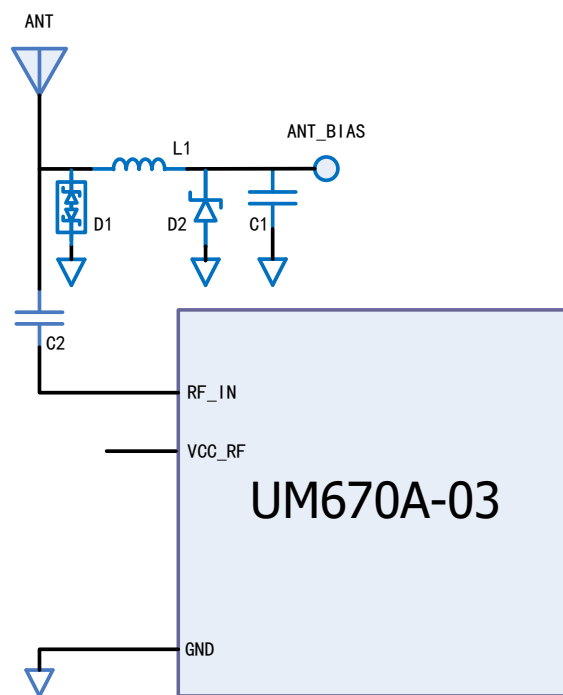 ANT
ANT_BIAS
L1
D1
D2
C1
C2
RF_IN
VCC_RF
UM670A-03
GND